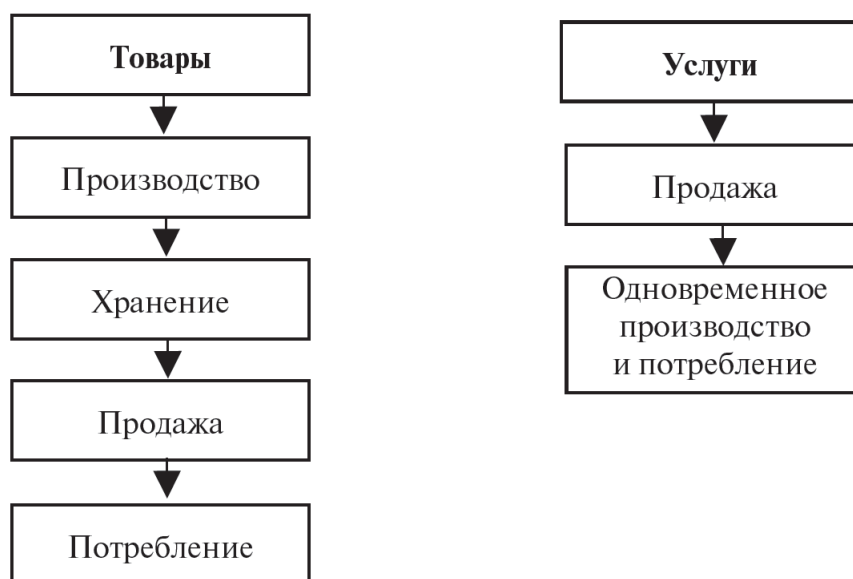 Товары
Производство
Хранение
Продажа
Потребление
Услуги
Продажа
Одновременное
производство
и потребление